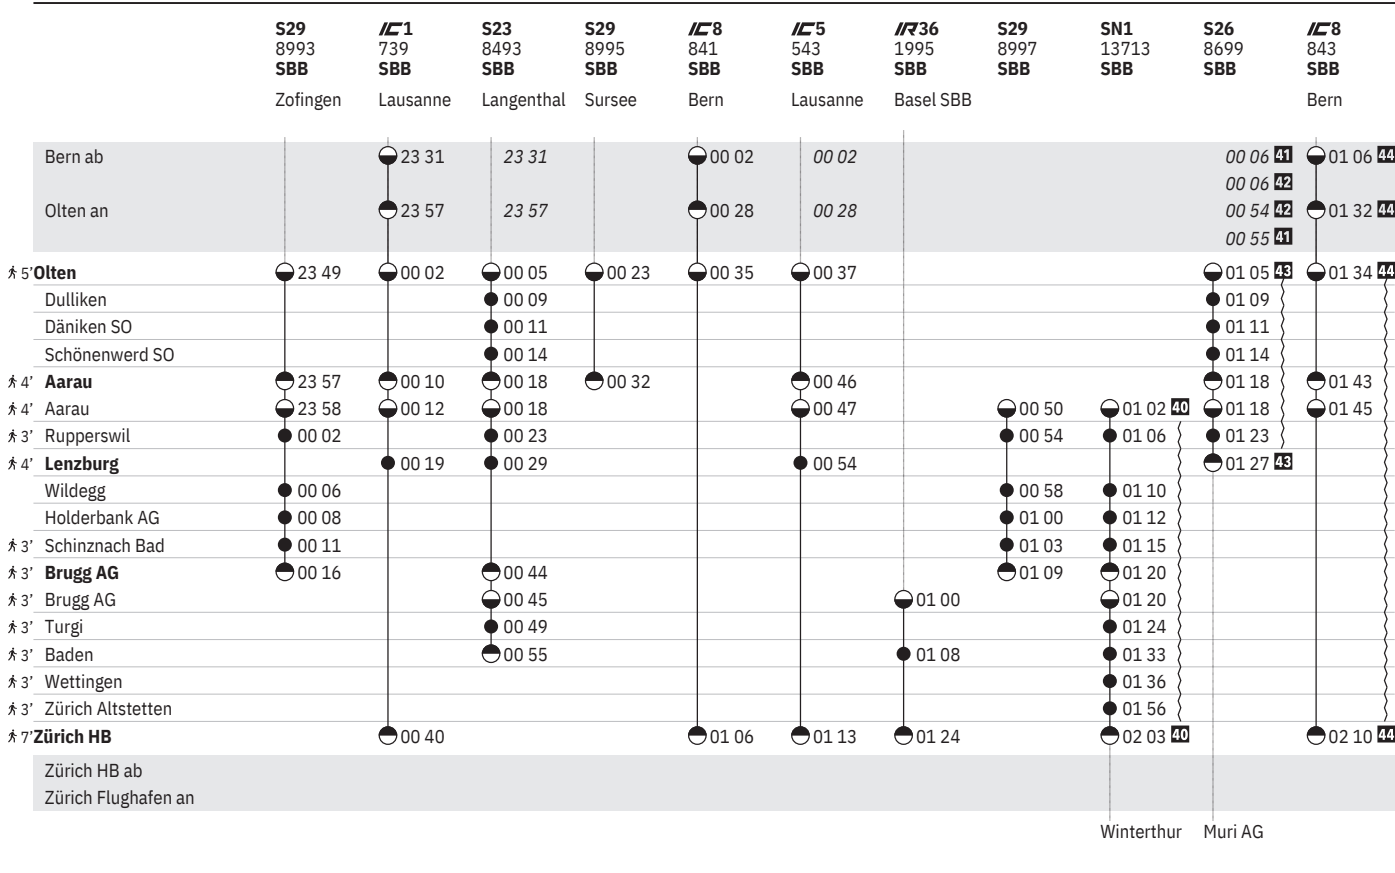 S29 IC1 S23 S29 IC8 IC5 IR36 S29 SN1 S26 IC8
8993 739 8493 8995 841 543 1995 8997 13713 8699 843
SBB SBB SBB SBB SBB SBB SBB SBB SBB SBB SBB
Zofingen Lausanne Langenthal Sursee Bern Lausanne Basel SBB Bern
Bern ab 23 31 23 31 00 02 00 02 00 06 41 01 06 44
00 06 42
Olten an 23 57 23 57 00 28 00 28 00 54 42 01 32 44
00 55 41
5' Olten 23 49 00 02 00 05 00 23 00 35 00 37 01 05 43 01 34 44
Dulliken 00 09 01 09
Däniken SO 00 11 01 11
Schönenwerd SO 00 14 01 14
4' Aarau 23 57 00 10 00 18 00 32 00 46 01 18 01 43
4' Aarau 23 58 00 12 00 18 00 47 00 50 01 02 40 01 18 01 45
3' Rupperswil 00 02 00 23 00 54 01 06 01 23
4' Lenzburg 00 19 00 29 00 54 01 27 43
Wildegg 00 06 00 58 01 10
Holderbank AG 00 08 01 00 01 12
3' Schinznach Bad 00 11 01 03 01 15
3' Brugg AG 00 16 00 44 01 09 01 20
3' Brugg AG 00 45 01 00 01 20
3' Turgi 00 49 01 24
3' Baden 00 55 01 08 01 33
3' Wettingen 01 36
3' Zürich Altstetten 01 56
7' Zürich HB 00 40 01 06 01 13 01 24 02 03 40 02 10 44
Zürich HB ab
Zürich Flughafen an
Winterthur Muri AG